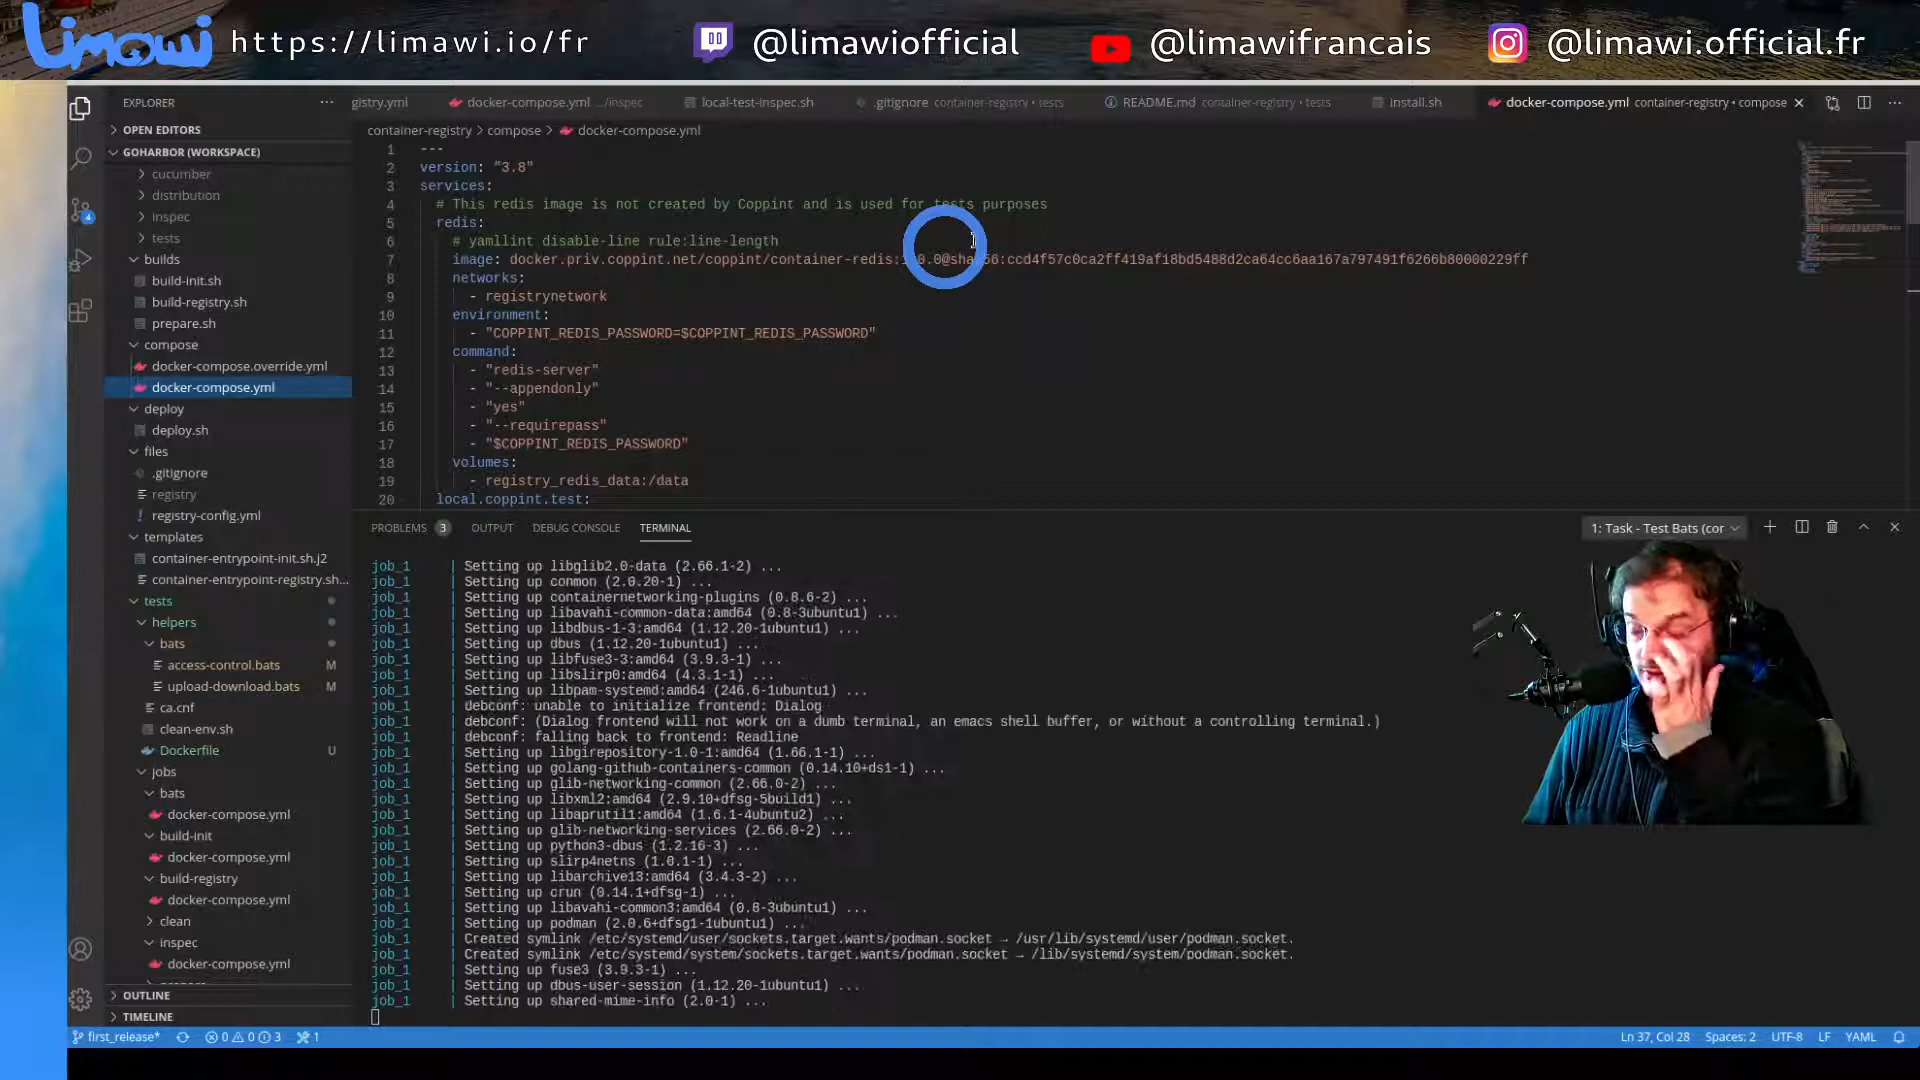 Limawi https://limawi.io/fr @limawiofficial @limawifrancais @limawi.official.fr
EXPLORER ··· gistry.yml docker-compose.yml .../inspec local-test-inspec.sh .gitignore container-registry • tests README.md container-registry • tests install.sh docker-compose.yml container-registry • compose
OPEN EDITORS
container-registry > compose > docker-compose.yml
GOHARBOR (WORKSPACE)
cucumber
distribution
inspec
tests
builds
build-init.sh
build-registry.sh
prepare.sh
compose
docker-compose.override.yml
docker-compose.yml
deploy
deploy.sh
files
.gitignore
registry
registry-config.yml
templates
container-entrypoint-init.sh.j2
container-entrypoint-registry.sh...
tests
helpers
bats
access-control.bats M
upload-download.bats M
ca.cnf
clean-env.sh
Dockerfile U
jobs
bats
docker-compose.yml
build-init
docker-compose.yml
build-registry
docker-compose.yml
clean
inspec
docker-compose.yml
OUTLINE
TIMELINE
1 ---
2 version: "3.8"
3 services:
4 # This redis image is not created by Coppint and is used for tests purposes
5 redis:
6 # yamllint disable-line rule:line-length
7 image: docker.priv.coppint.net/coppint/container-redis: .0@sha256:ccd4f57c0ca2ff419af18bd5488d2ca64cc6aa167a797491f6266b80000229ff
8 networks:
9 - registrynetwork
10 environment:
11 - "COPPINT_REDIS_PASSWORD=$COPPINT_REDIS_PASSWORD"
12 command:
13 - "redis-server"
14 - "--appendonly"
15 - "yes"
16 - "--requirepass"
17 - "$COPPINT_REDIS_PASSWORD"
18 volumes:
19 - registry_redis_data:/data
20 local.coppint.test:
PROBLEMS 3 OUTPUT DEBUG CONSOLE TERMINAL 1: Task - Test Bats (cor
job_1 | Setting up libglib2.0-data (2.66.1-2) ...
job_1 | Setting up conmon (2.0.20-1) ...
job_1 | Setting up containernetworking-plugins (0.8.6-2) ...
job_1 | Setting up libavahi-common-data:amd64 (0.8-3ubuntu1) ...
job_1 | Setting up libdbus-1-3:amd64 (1.12.20-1ubuntu1) ...
job_1 | Setting up dbus (1.12.20-1ubuntu1) ...
job_1 | Setting up libfuse3-3:amd64 (3.9.3-1) ...
job_1 | Setting up libslirp0:amd64 (4.3.1-1) ...
job_1 | Setting up libpam-systemd:amd64 (246.6-1ubuntu1) ...
job_1 | debconf: unable to initialize frontend: Dialog
job_1 | debconf: (Dialog frontend will not work on a dumb terminal, an emacs shell buffer, or without a controlling terminal.)
job_1 | debconf: falling back to frontend: Readline
job_1 | Setting up libgirepository-1.0-1:amd64 (1.66.1-1) ...
job_1 | Setting up golang-github-containers-common (0.14.10+ds1-1) ...
job_1 | Setting up glib-networking-common (2.66.0-2) ...
job_1 | Setting up libxml2:amd64 (2.9.10+dfsg-5build1) ...
job_1 | Setting up libaprutil1:amd64 (1.6.1-4ubuntu2) ...
job_1 | Setting up glib-networking-services (2.66.0-2) ...
job_1 | Setting up python3-dbus (1.2.16-3) ...
job_1 | Setting up slirp4netns (1.0.1-1) ...
job_1 | Setting up libarchive13:amd64 (3.4.3-2) ...
job_1 | Setting up crun (0.14.1+dfsg-1) ...
job_1 | Setting up libavahi-common3:amd64 (0.8-3ubuntu1) ...
job_1 | Setting up podman (2.0.6+dfsg1-1ubuntu1) ...
job_1 | Created symlink /etc/systemd/user/sockets.target.wants/podman.socket → /usr/lib/systemd/user/podman.socket.
job_1 | Created symlink /etc/systemd/system/sockets.target.wants/podman.socket → /lib/systemd/system/podman.socket.
job_1 | Setting up fuse3 (3.9.3-1) ...
job_1 | Setting up dbus-user-session (1.12.20-1ubuntu1) ...
job_1 | Setting up shared-mime-info (2.0-1) ...
4
first_release* 0 0 3 1 Ln 37, Col 28 Spaces: 2 UTF-8 LF YAML